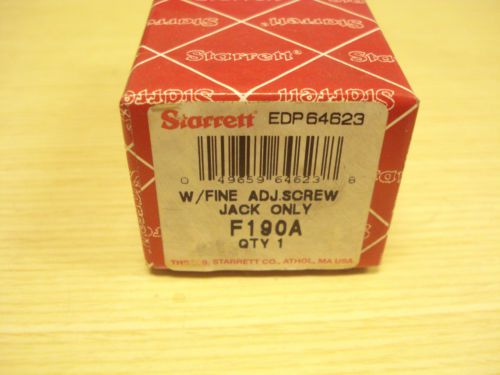 Starrett®
Starrett
Starrett
Starrett EDP 64623
0 49659 64623 8
W/FINE ADJ.SCREW
JACK ONLY
F190A
QTY 1
STARRETT CO., ATHOL, MA USA